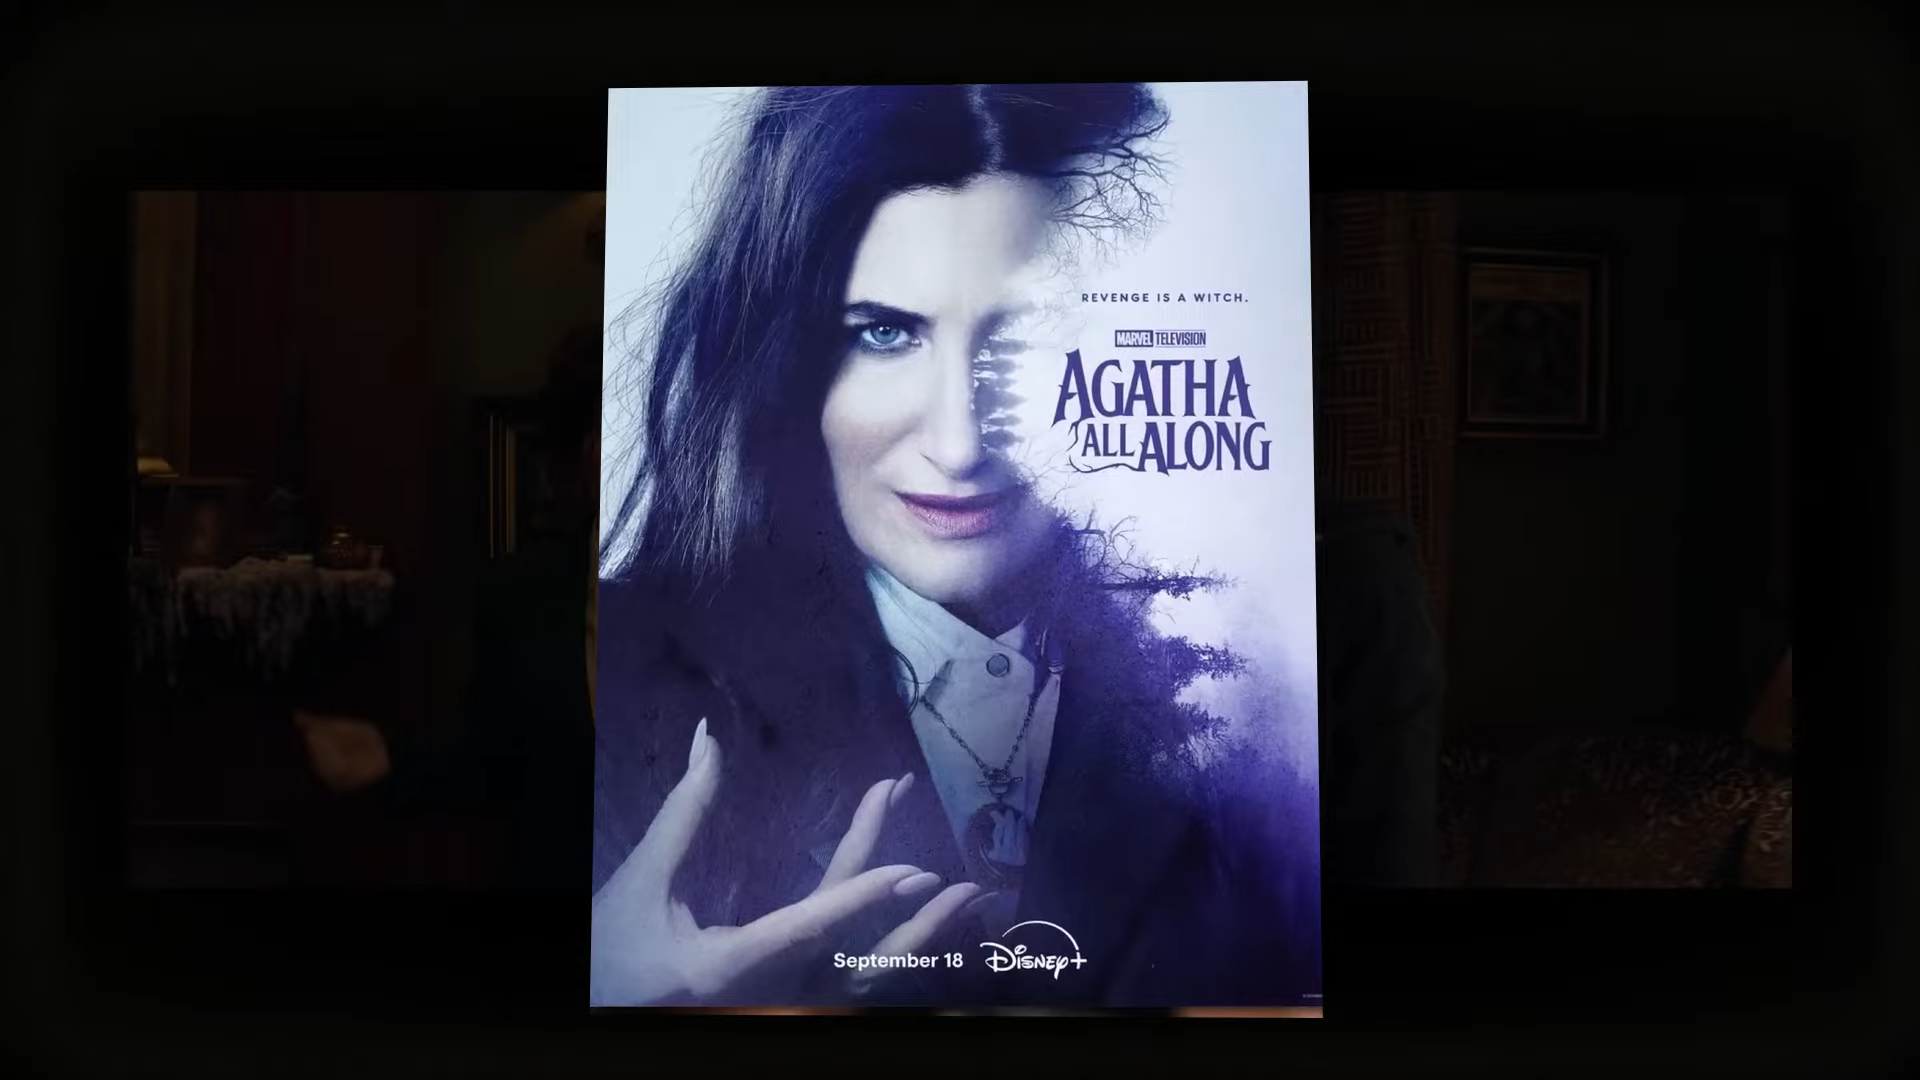 REVENGE IS A WITCH.
MARVEL TELEVISION
AGATHA
ALL ALONG
September 18 Disney+